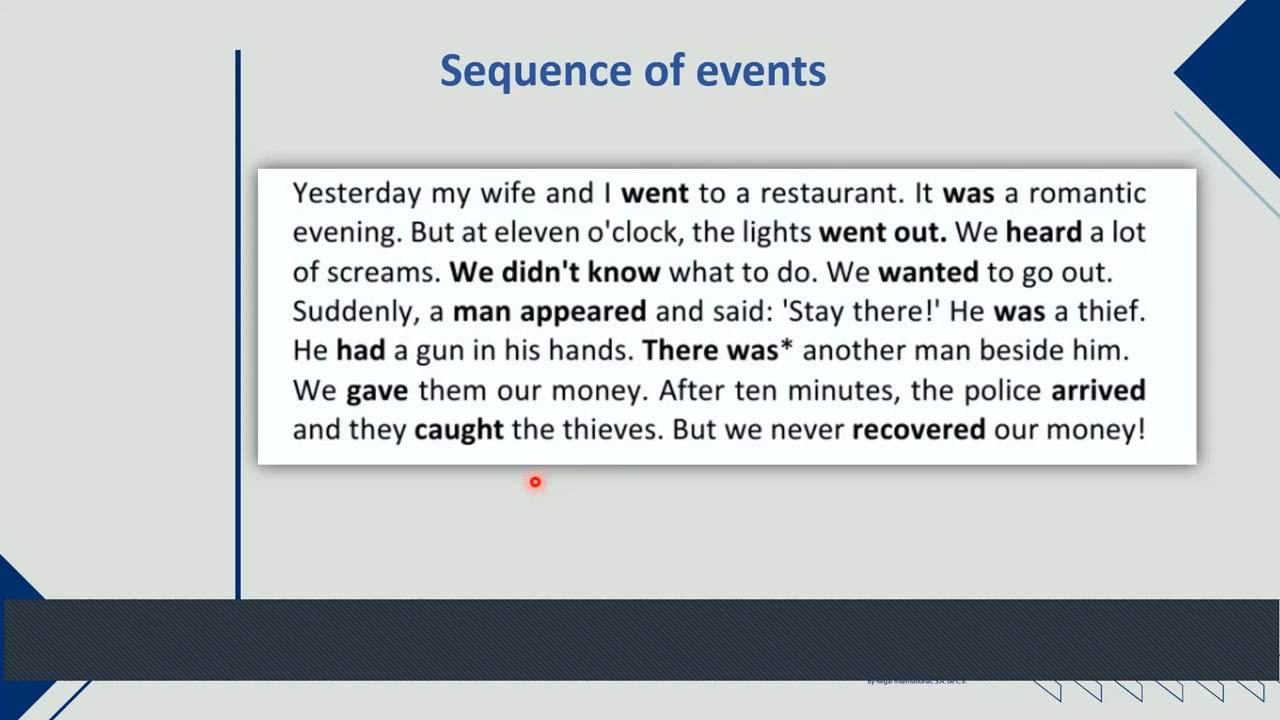 Sequence of events
Yesterday my wife and I went to a restaurant. It was a romantic
evening. But at eleven o'clock, the lights went out. We heard a lot
of screams. We didn't know what to do. We wanted to go out.
Suddenly, a man appeared and said: 'Stay there!' He was a thief.
He had a gun in his hands. There was* another man beside him.
We gave them our money. After ten minutes, the police arrived
and they caught the thieves. But we never recovered our money!
By Regal International, S.A. de C.V.